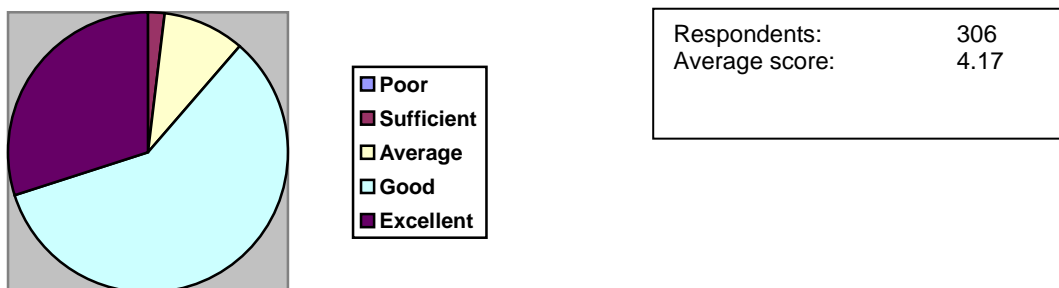 Poor
Sufficient
Average
Good
Excellent
Respondents: 306
Average score: 4.17